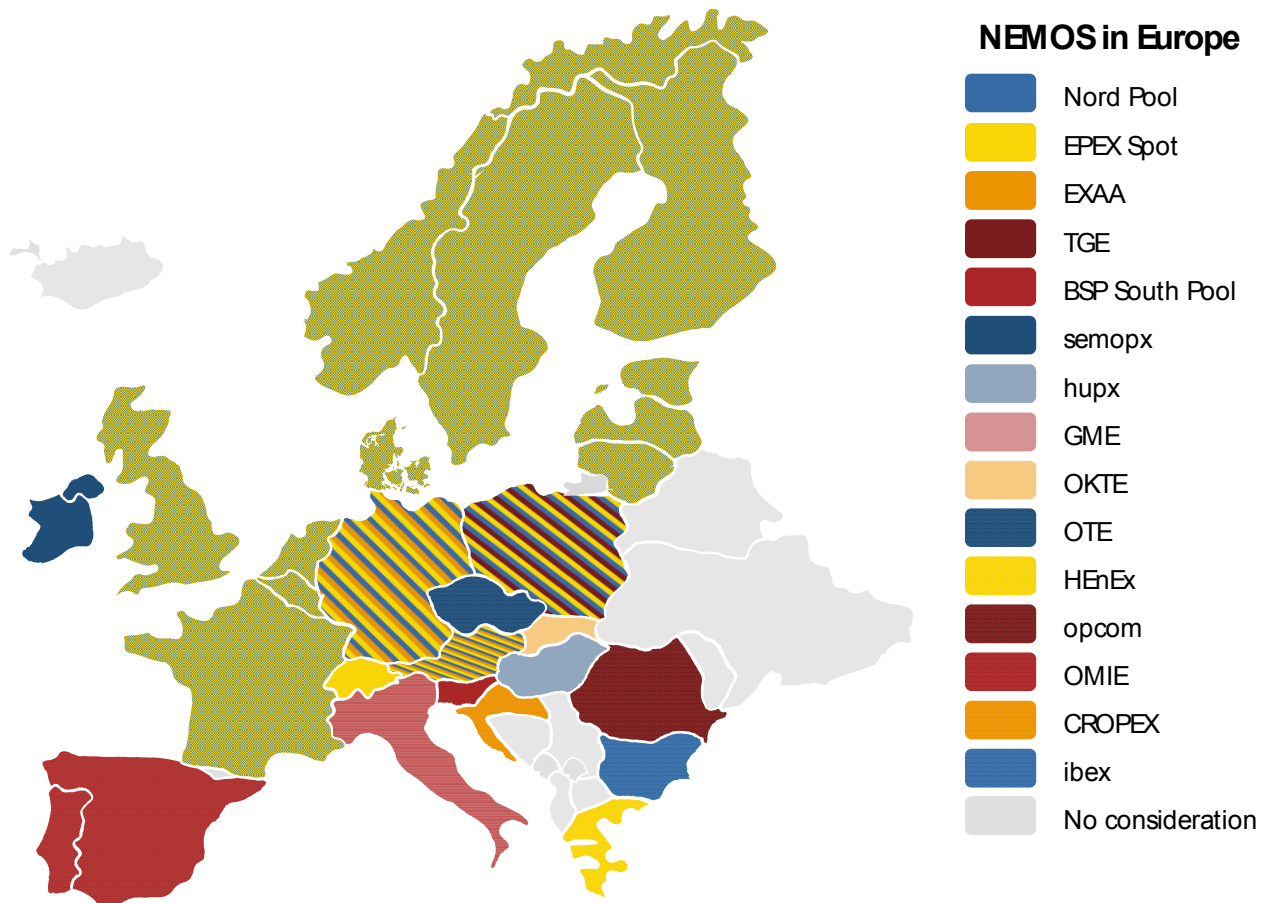 NEMOS in Europe
Nord Pool
EPEX Spot
EXAA
TGE
BSP South Pool
semopx
hupx
GME
OKTE
OTE
HEnEx
opcom
OMIE
CROPEX
ibex
No consideration